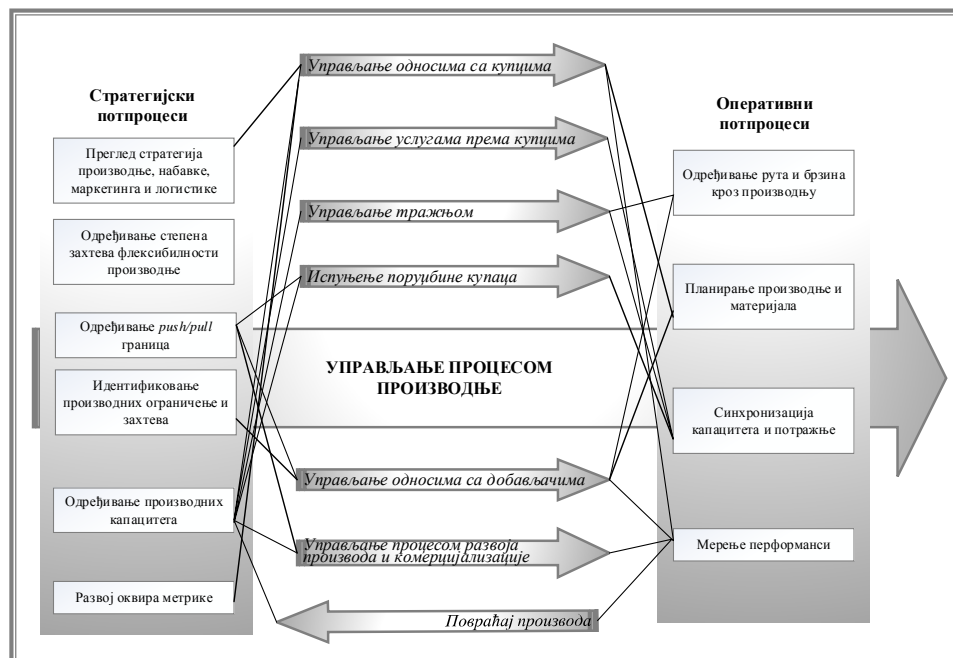 Стратегијски
потпроцеси
Преглед стратегија
производње, набавке,
маркетинга и логистике
Одређивање степена
захтева флексибилности
производње
Одређивање push/pull
граница
Идентификовање
производних ограничење и
захтева
Одређивање производних
капацитета
Развој оквира метрике
Управљање односима са купцима
Управљање услугама према купцима
Управљање тражњом
Испуњење поруџбине купаца
УПРАВЉАЊЕ ПРОЦЕСОМ
ПРОИЗВОДЊЕ
Управљање односима са добављачима
Управљање процесом развоја
производа и комерцијализације
Повраћај производа
Оперативни
потпроцеси
Одређивање рута и брзина
кроз производњу
Планирање производње и
материјала
Синхронизација
капацитета и потражње
Мерење перформанси